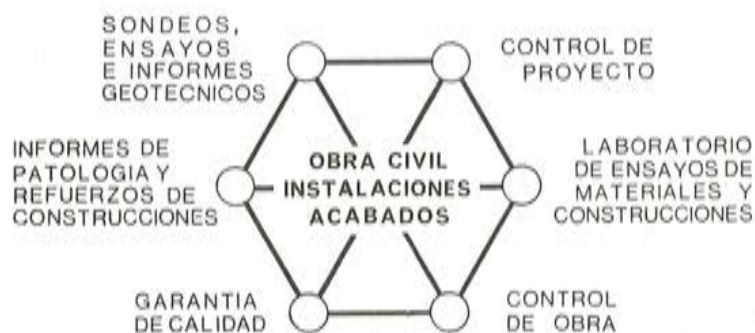 SONDEOS,
ENSAYOS
E INFORMES
GEOTECNICOS
CONTROL DE
PROYECTO
INFORMES DE
PATOLOGIA Y
REFUERZOS DE
CONSTRUCCIONES
OBRA CIVIL
INSTALACIONES
ACABADOS
LABORATORIO
DE ENSAYOS DE
MATERIALES Y
CONSTRUCCIONES
GARANTIA
DE CALIDAD
CONTROL
DE OBRA